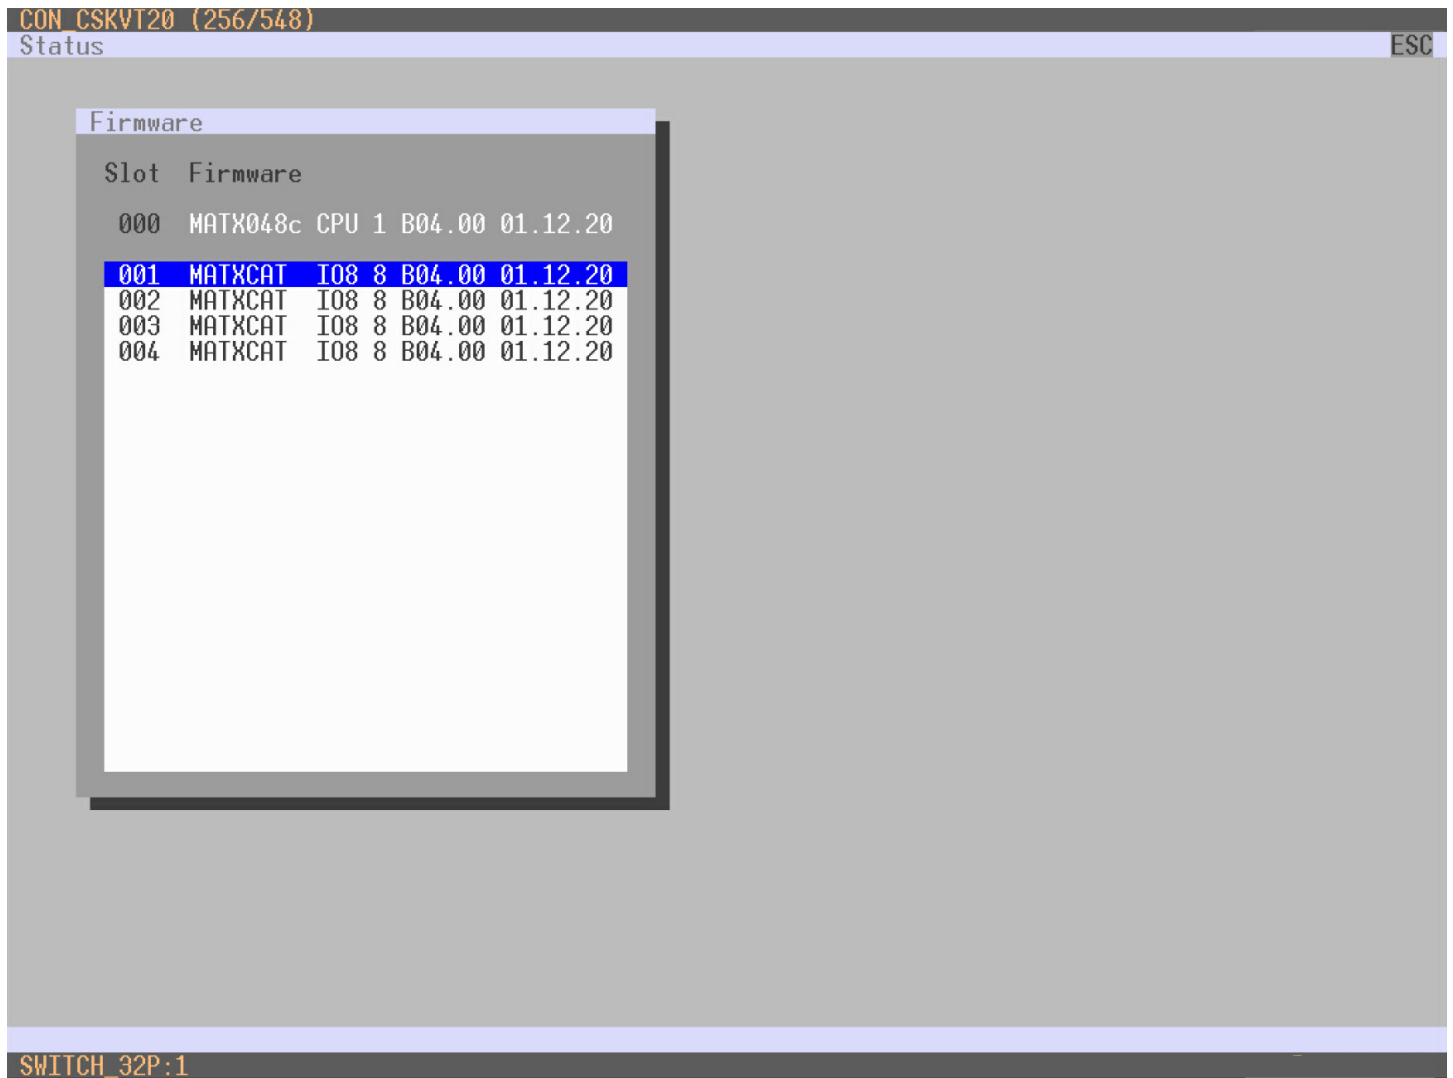 CON_CSKVT20 (256/548)
Status ESC
Firmware
Slot Firmware
000 MATX048c CPU 1 B04.00 01.12.20
001 MATXCAT IO8 8 B04.00 01.12.20
002 MATXCAT IO8 8 B04.00 01.12.20
003 MATXCAT IO8 8 B04.00 01.12.20
004 MATXCAT IO8 8 B04.00 01.12.20
SWITCH_32P:1